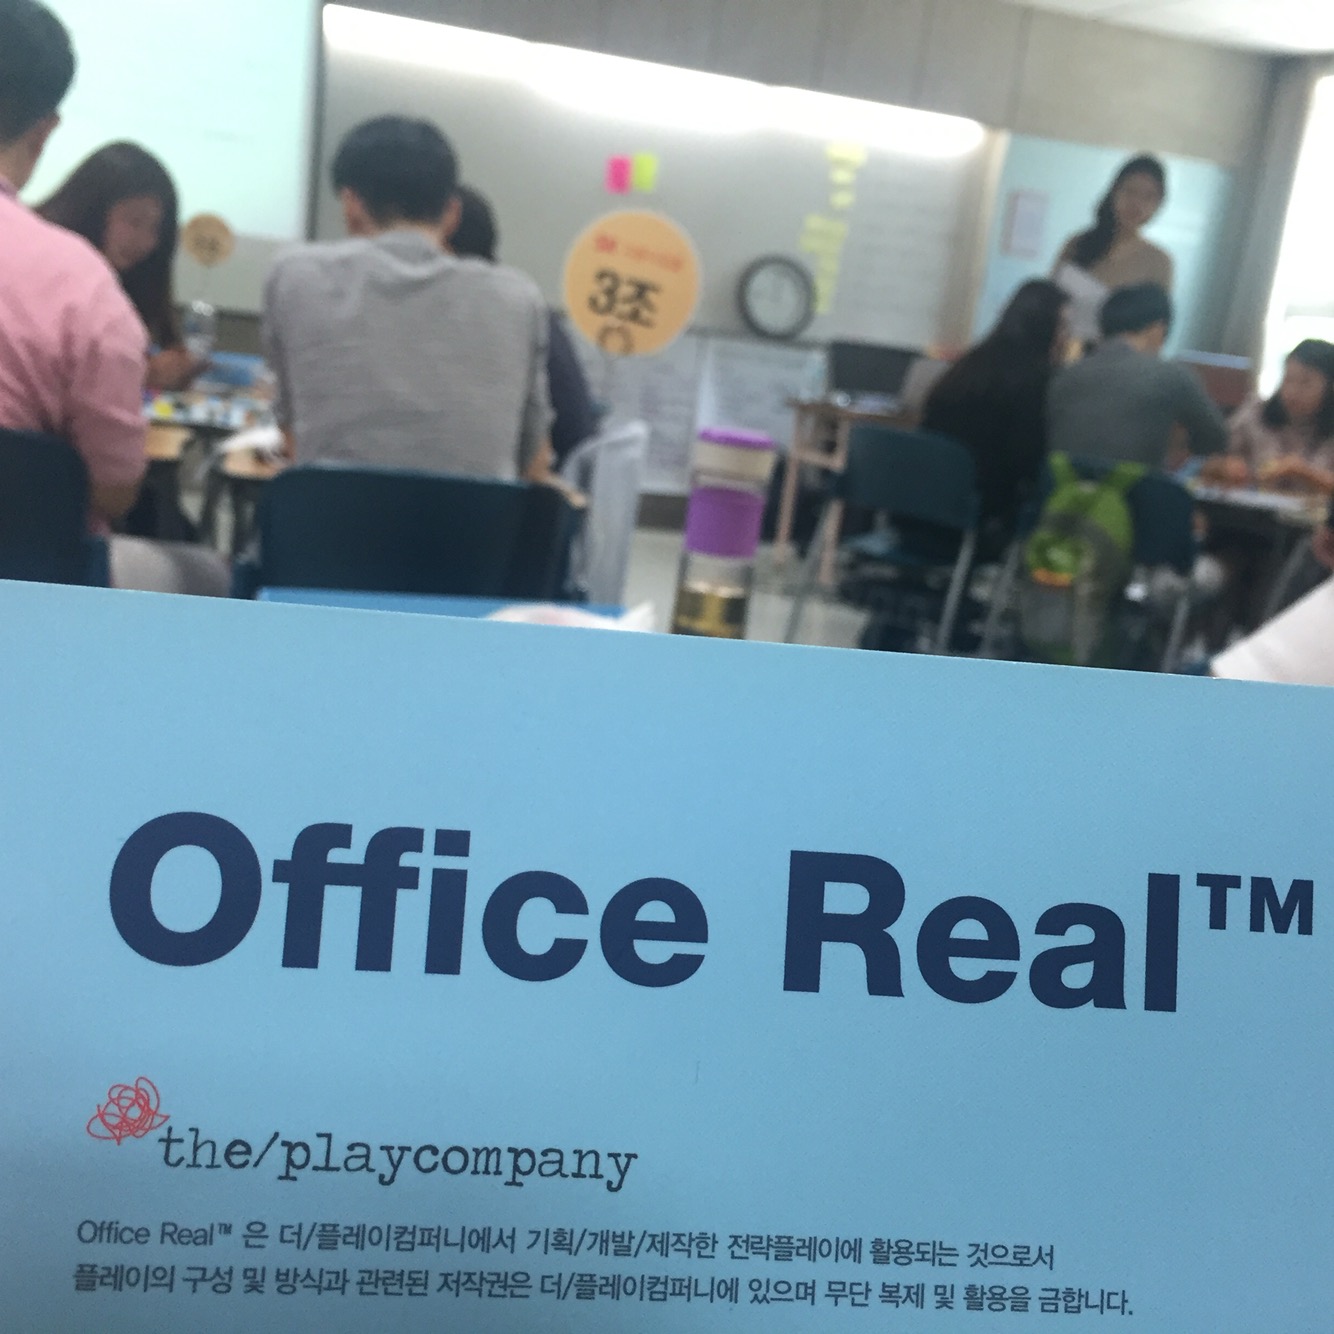 3조
Office Real™
the/playcompany
Office Real™ 은 더/플레이컴퍼니에서 기획/개발/제작한 전략플레이에 활용되는 것으로서
플레이의 구성 및 방식과 관련된 저작권은 더/플레이컴퍼니에 있으며 무단 복제 및 활용을 금합니다.